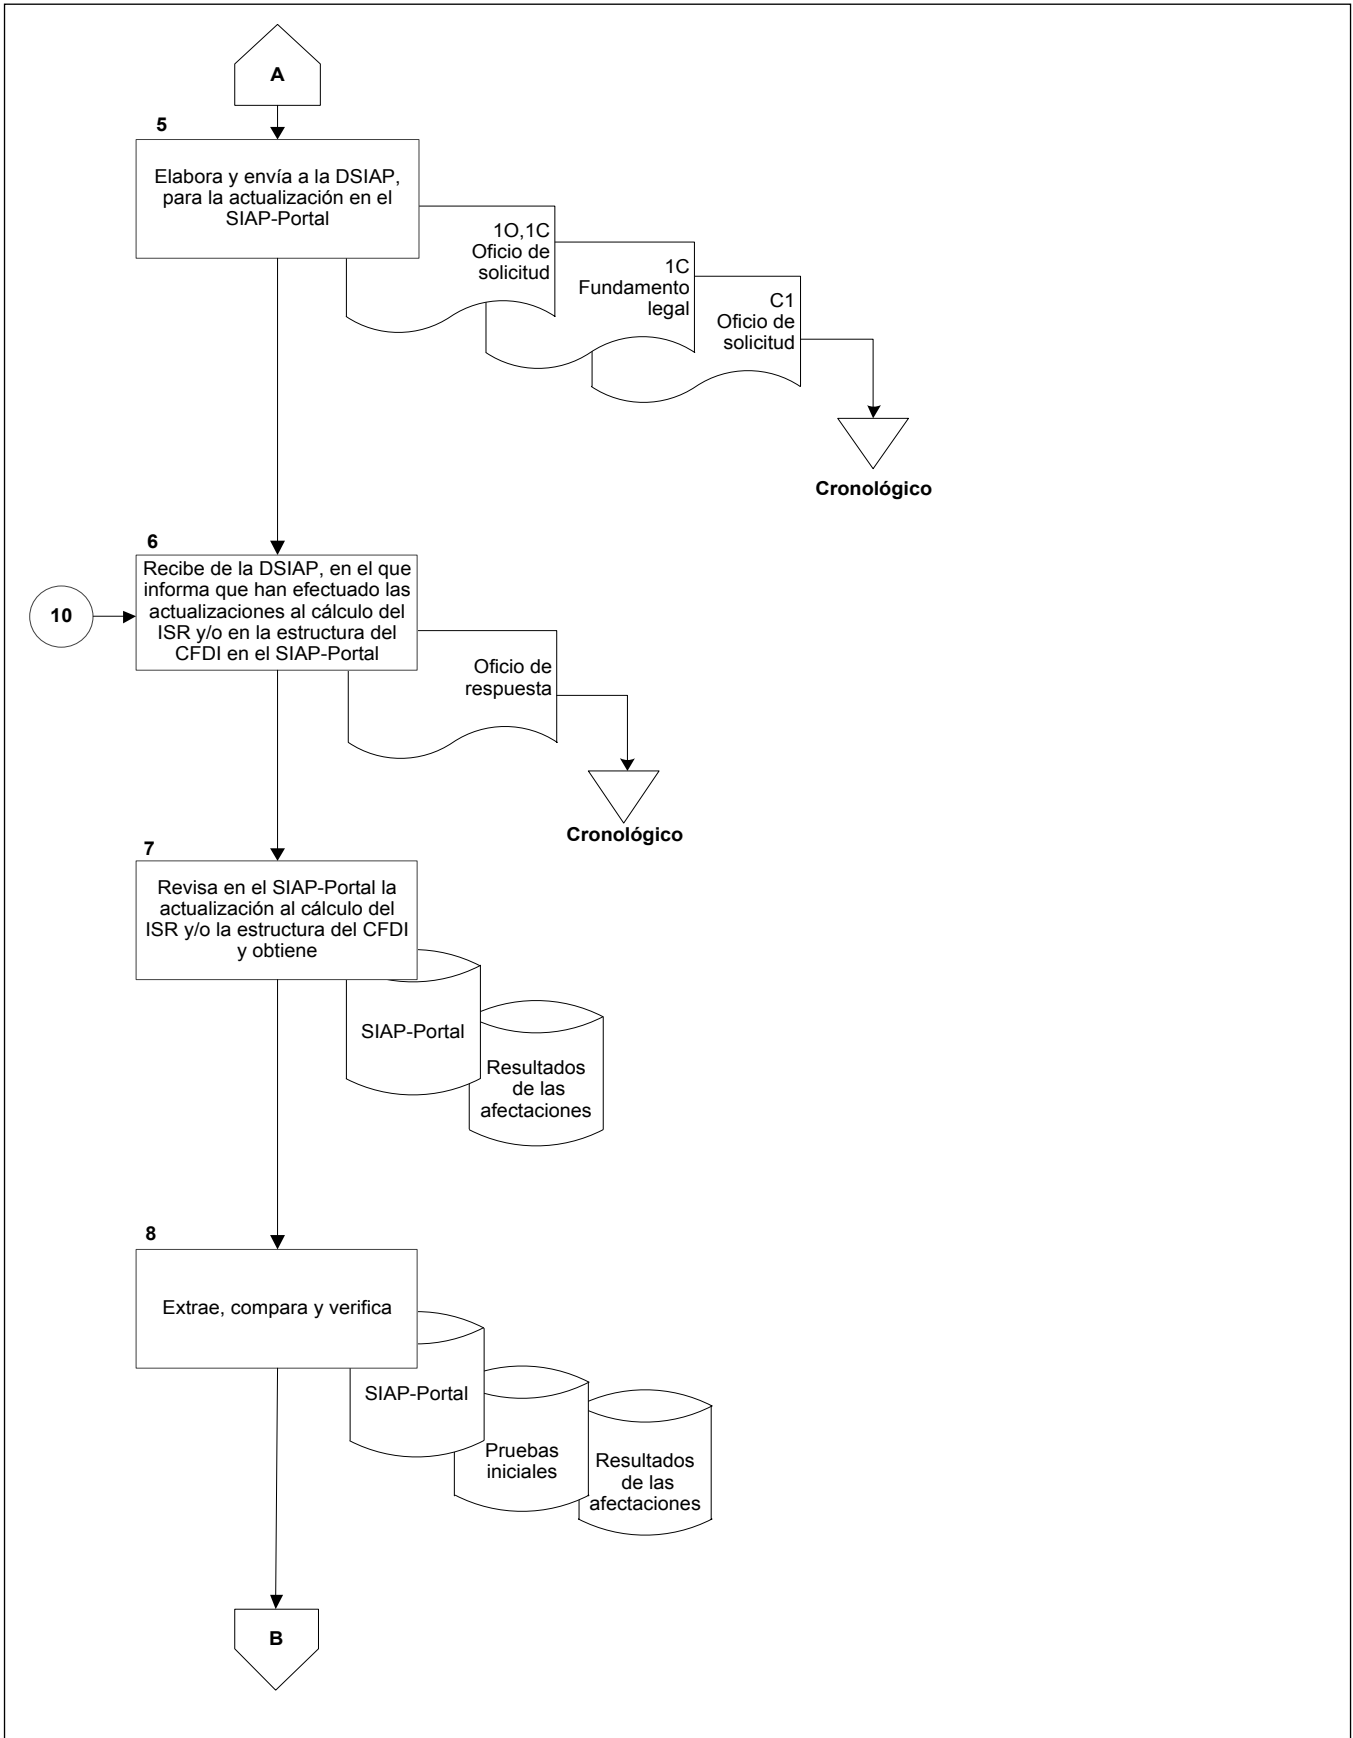 A
5
Elabora y envía a la DSIAP,
para la actualización en el
SIAP-Portal
1O,1C
Oficio de
solicitud
1C
Fundamento
legal
C1
Oficio de
solicitud
Cronológico
6
Recibe de la DSIAP, en el que
informa que han efectuado las
actualizaciones al cálculo del
ISR y/o en la estructura del
CFDI en el SIAP-Portal
10
Oficio de
respuesta
Cronológico
7
Revisa en el SIAP-Portal la
actualización al cálculo del
ISR y/o la estructura del CFDI
y obtiene
SIAP-Portal
Resultados
de las
afectaciones
8
Extrae, compara y verifica
SIAP-Portal
Pruebas
iniciales
Resultados
de las
afectaciones
B